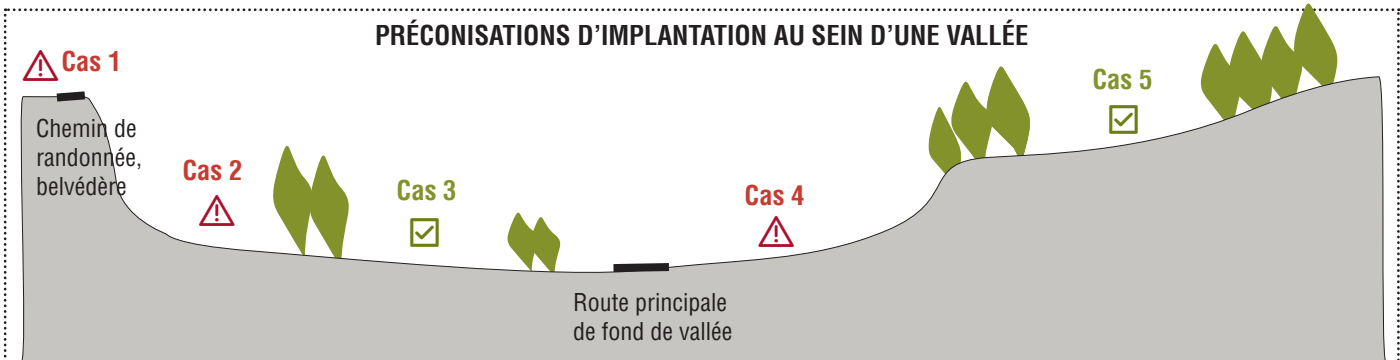 PRÉCONISATIONS D’IMPLANTATION AU SEIN D’UNE VALLÉE
Cas 1
Chemin de
randonnée,
belvédère
Cas 2
Cas 3
Cas 4
Cas 5
Route principale
de fond de vallée